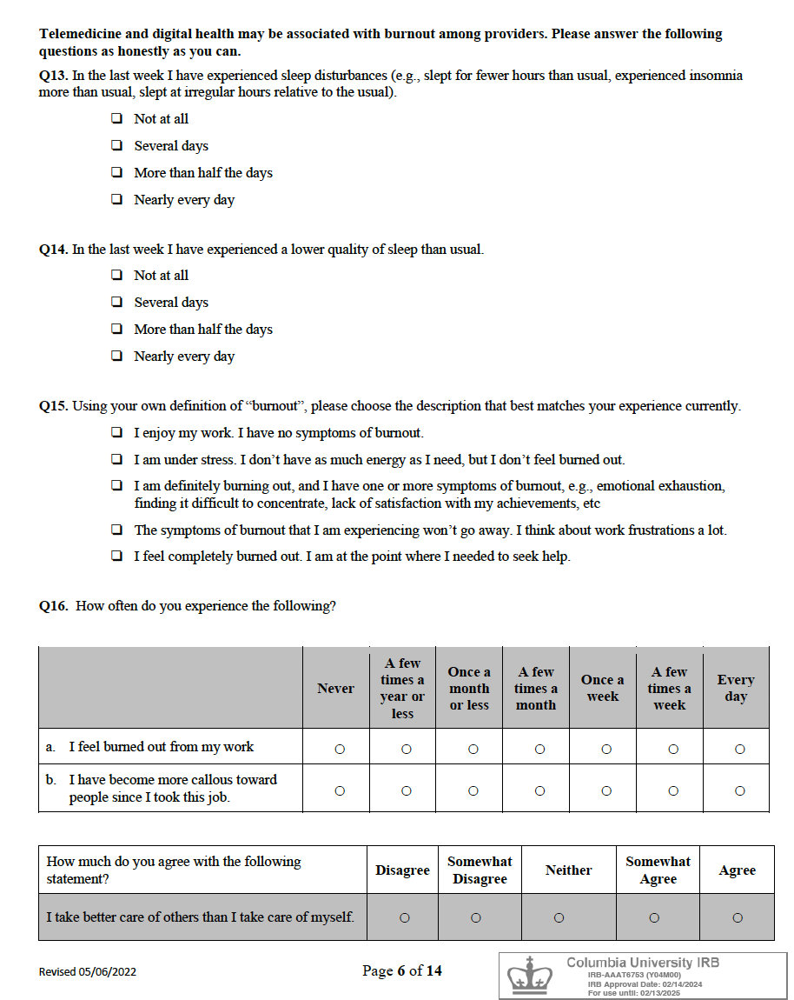 Telemedicine and digital health may be associated with burnout among providers. Please answer the following
questions as honestly as you can.
Q13. In the last week I have experienced sleep disturbances (e.g., slept for fewer hours than usual, experienced insomnia
more than usual, slept at irregular hours relative to the usual).
❑ Not at all
❑ Several days
❑ More than half the days
❑ Nearly every day
Q14. In the last week I have experienced a lower quality of sleep than usual.
❑ Not at all
❑ Several days
❑ More than half the days
❑ Nearly every day
Q15. Using your own definition of “burnout”, please choose the description that best matches your experience currently.
❑ I enjoy my work. I have no symptoms of burnout.
❑ I am under stress. I don’t have as much energy as I need, but I don’t feel burned out.
❑ I am definitely burning out, and I have one or more symptoms of burnout, e.g., emotional exhaustion,
finding it difficult to concentrate, lack of satisfaction with my achievements, etc
❑ The symptoms of burnout that I am experiencing won’t go away. I think about work frustrations a lot.
❑ I feel completely burned out. I am at the point where I needed to seek help.
Q16. How often do you experience the following?
Never
A few
times a
year or
less
Once a
month
or less
A few
times a
month
Once a
week
A few
times a
week
Every
day
a. I feel burned out from my work
b. I have become more callous toward
people since I took this job.
How much do you agree with the following
statement?
Disagree
Somewhat
Disagree
Neither
Somewhat
Agree
Agree
I take better care of others than I take care of myself.
Revised 05/06/2022
Page 6 of 14
Columbia University IRB
IRB-AAAT6753 (Y04M00)
IRB Approval Date: 02/14/2024
For use until: 02/13/2025